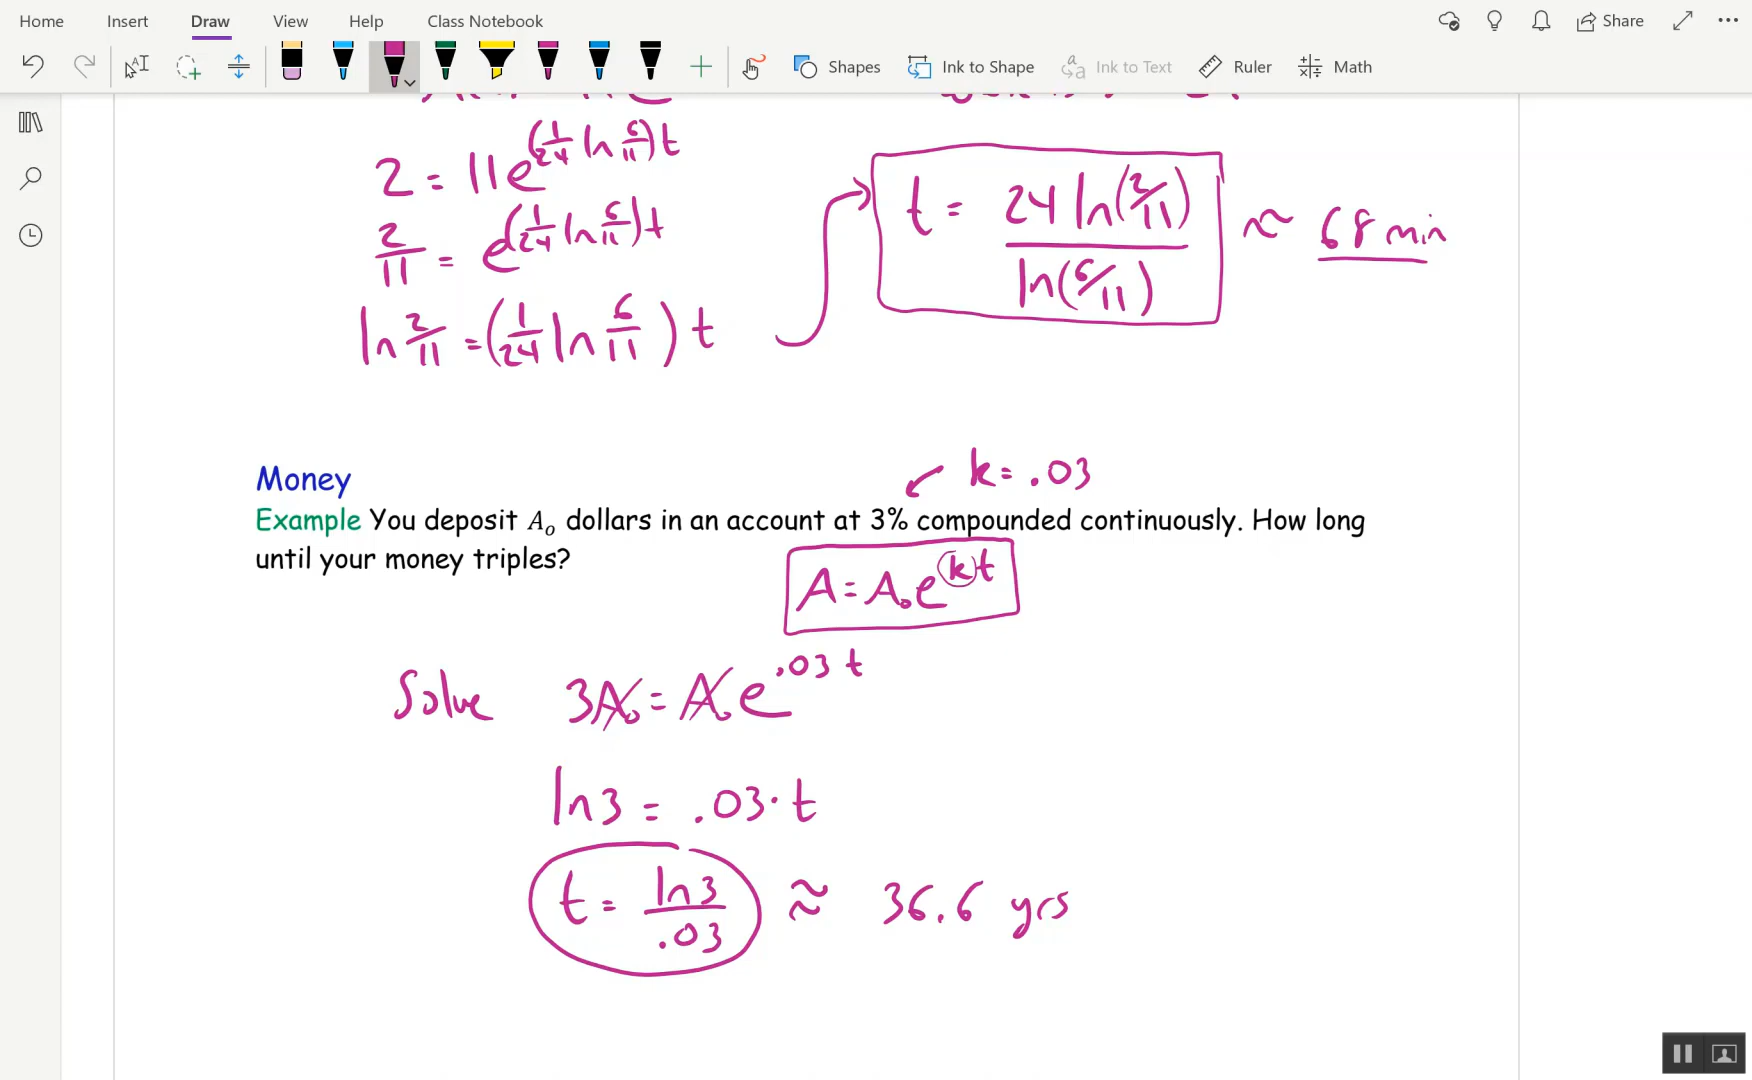 Home Insert Draw View Help Class Notebook Share
Shapes Ink to Shape Ink to Text Ruler Math
2 = 11e^(1/24 ln 6/11)t
2/11 = e^(1/24 ln 6/11)t
ln 2/11 = (1/24 ln 6/11) t
t = 24 ln(2/11) / ln(6/11) ≈ 68 min
Money
k = .03
Example You deposit A₀ dollars in an account at 3% compounded continuously. How long
until your money triples?
A = A₀e^kt
Solve 3A₀ = A₀e^.03t
ln3 = .03·t
t = ln3/.03 ≈ 36.6 yrs